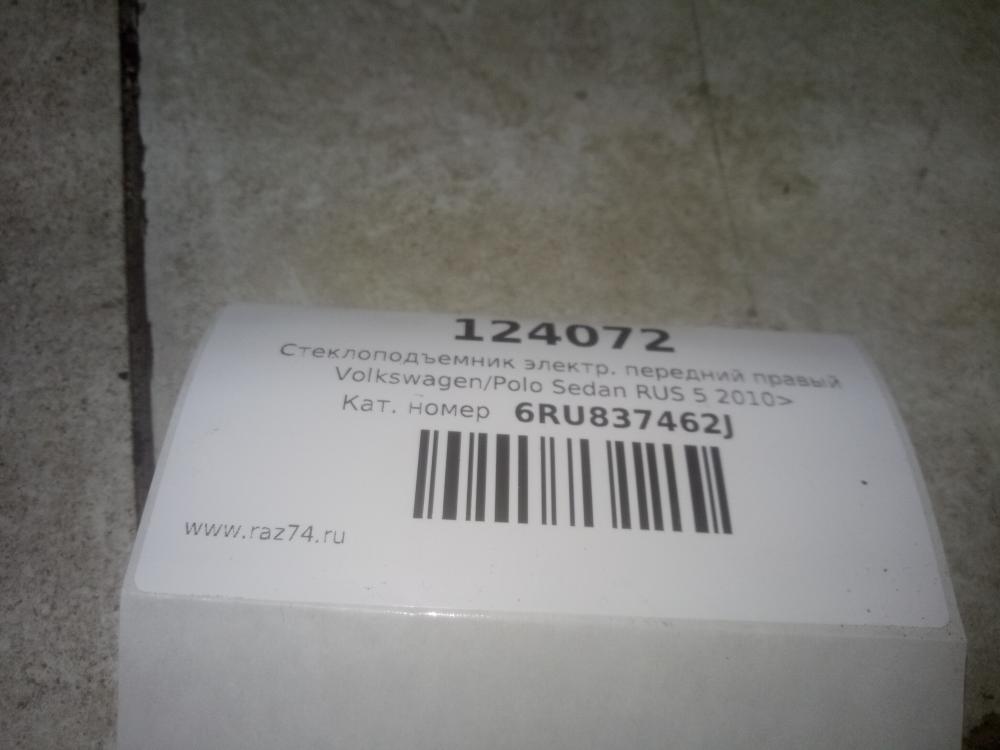 124072
Стеклоподъемник электр. передний правый
Volkswagen/Polo Sedan RUS 5 2010>
Кат. номер 6RU837462J
www.raz74.ru